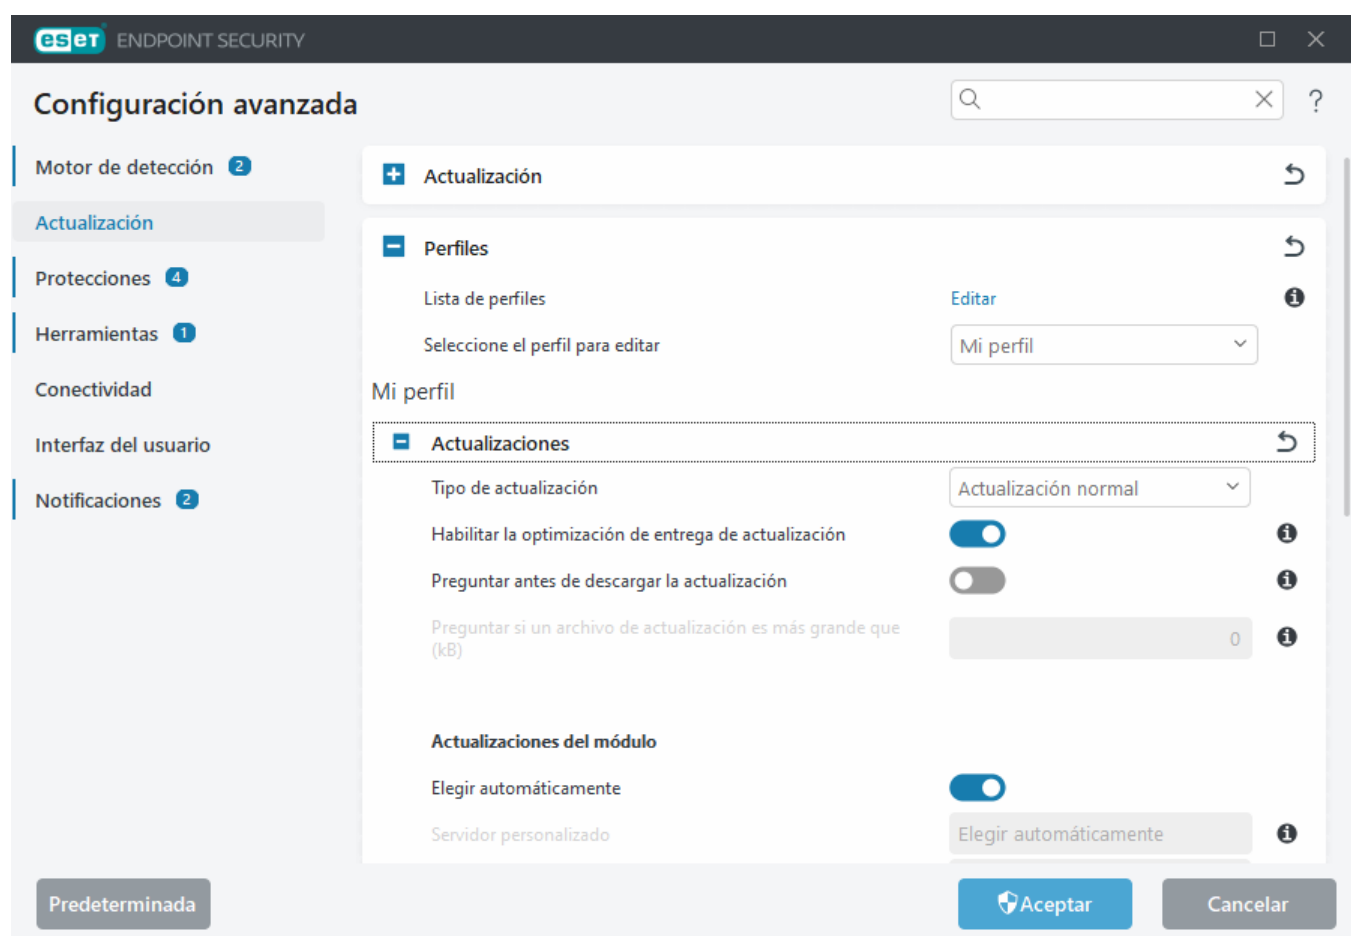 eset ENDPOINT SECURITY
Configuración avanzada
?
Motor de detección 2
Actualización
Protecciones 4
Herramientas 1
Conectividad
Interfaz del usuario
Notificaciones 2
Actualización
Perfiles
Lista de perfiles Editar
Seleccione el perfil para editar Mi perfil
Mi perfil
Actualizaciones
Tipo de actualización Actualización normal
Habilitar la optimización de entrega de actualización
Preguntar antes de descargar la actualización
Preguntar si un archivo de actualización es más grande que
(kB) 0
Actualizaciones del módulo
Elegir automáticamente
Servidor personalizado Elegir automáticamente
Predeterminada Aceptar Cancelar